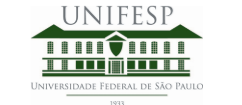 UNIFESP
UNIVERSIDADE FEDERAL DE SÃO PAULO
1933